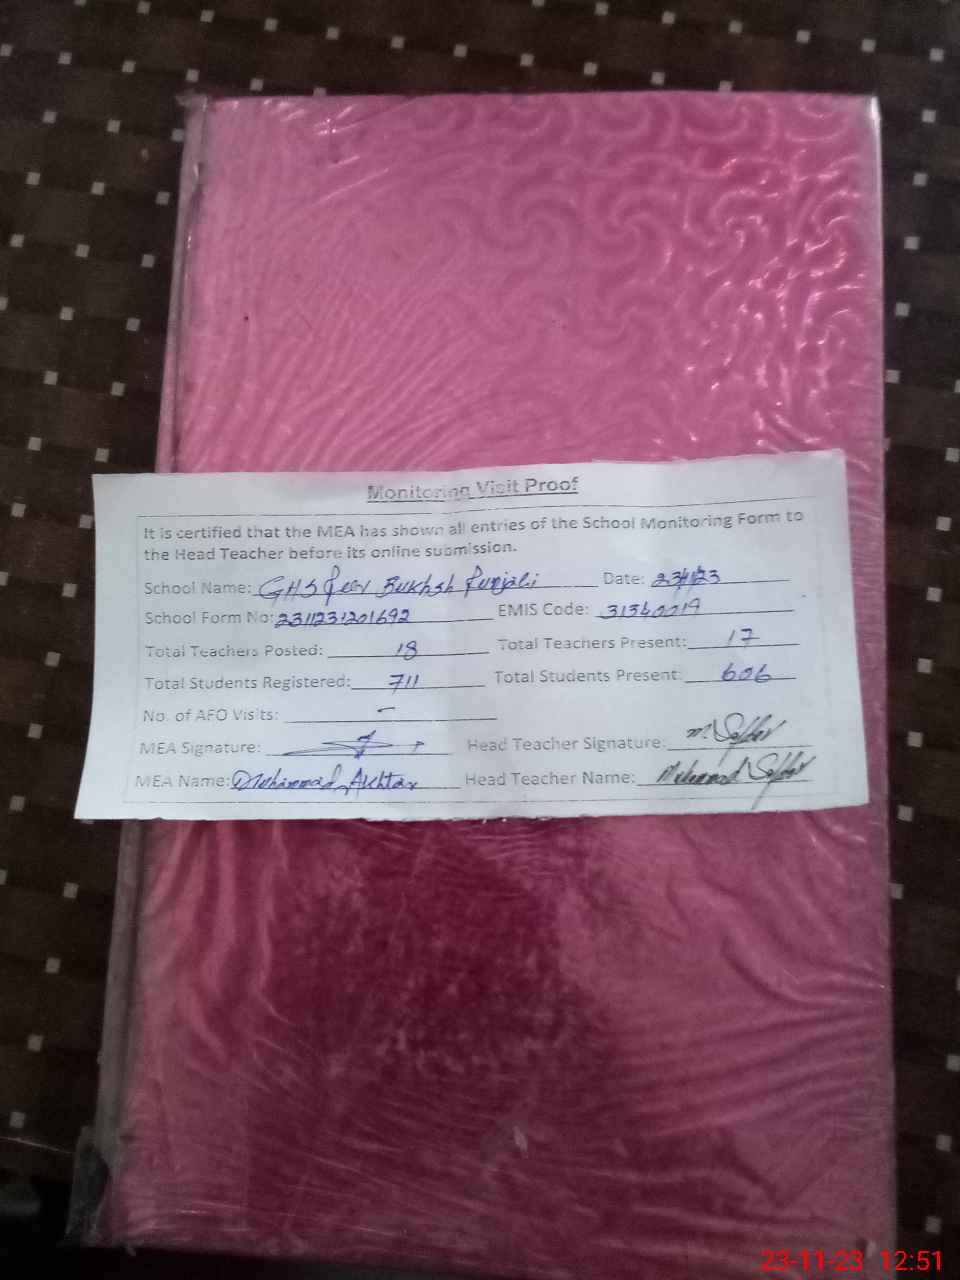 Monitoring Visit Proof
It is certified that the MEA has shown all entries of the School Monitoring Form to
the Head Teacher before its online submission.
School Name: GHS Peer Bukhsh Punjabi Date: 23/11/23
School Form No: 2311231201692 EMIS Code: 31340019
Total Teachers Posted: 18 Total Teachers Present: 17
Total Students Registered: 711 Total Students Present: 606
No. of AFO Visits: -
MEA Signature: Head Teacher Signature:
MEA Name: Muhammad Akhtar Head Teacher Name: Muhammad
23-11-23 12:51